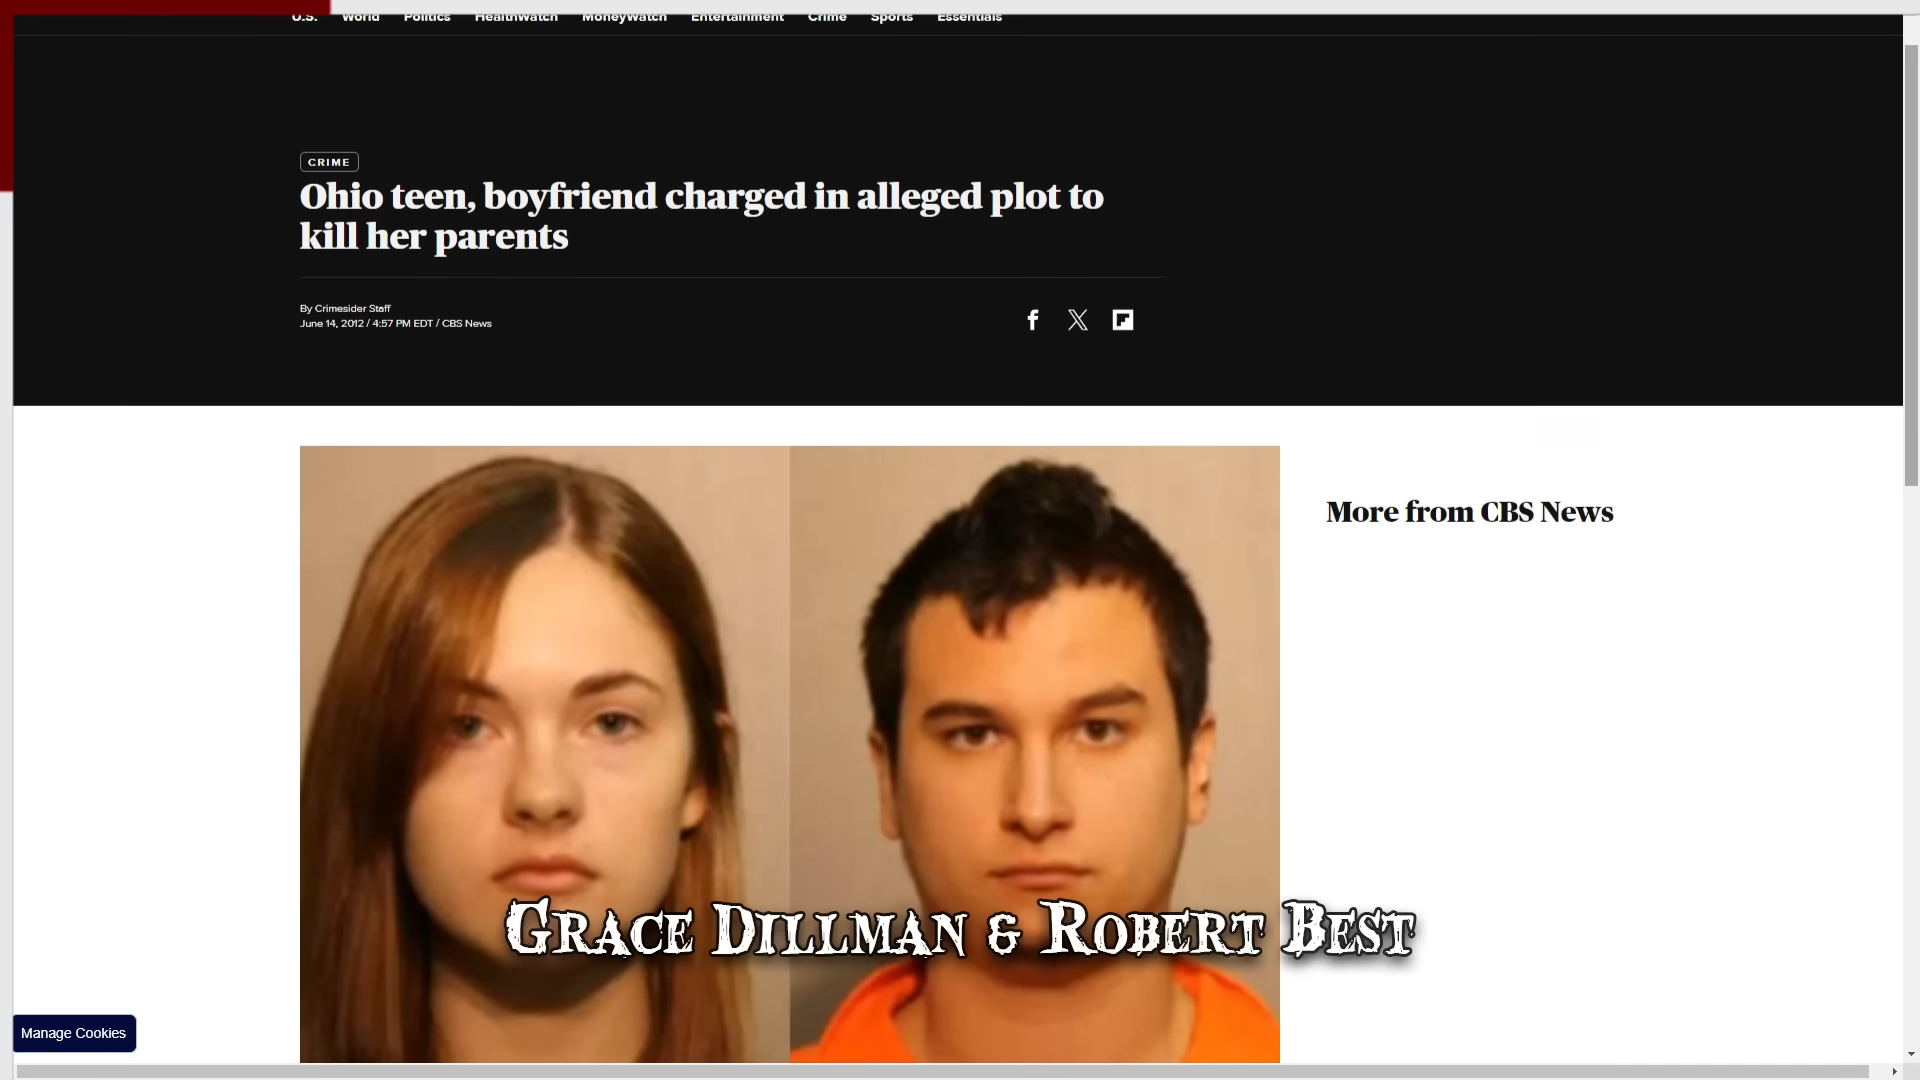 U.S. World Politics HealthWatch MoneyWatch Entertainment Crime Sports Essentials
CRIME
Ohio teen, boyfriend charged in alleged plot to
kill her parents
By Crimesider Staff
June 14, 2012 / 4:57 PM EDT / CBS News
More from CBS News
Grace Dillman & Robert Best
Manage Cookies